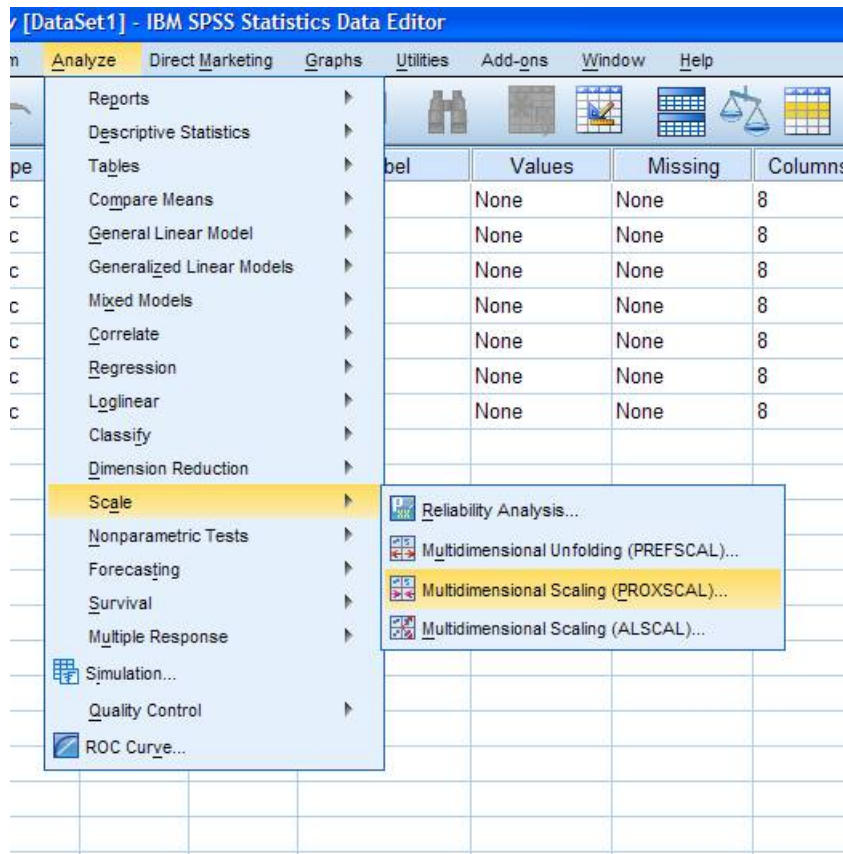 [DataSet1] - IBM SPSS Statistics Data Editor
Analyze Direct Marketing Graphs Utilities Add-ons Window Help
Reports
Descriptive Statistics
Tables
Values Missing Columns
Compare Means
None None 8
General Linear Model
None None 8
Generalized Linear Models
None None 8
Mixed Models
None None 8
Correlate
None None 8
Regression
None None 8
Loglinear
None None 8
Classify
Dimension Reduction
Scale
Reliability Analysis...
Nonparametric Tests
Multidimensional Unfolding (PREFSCAL)...
Forecasting
Multidimensional Scaling (PROXSCAL)...
Survival
Multidimensional Scaling (ALSCAL)...
Multiple Response
Simulation...
Quality Control
ROC Curve...